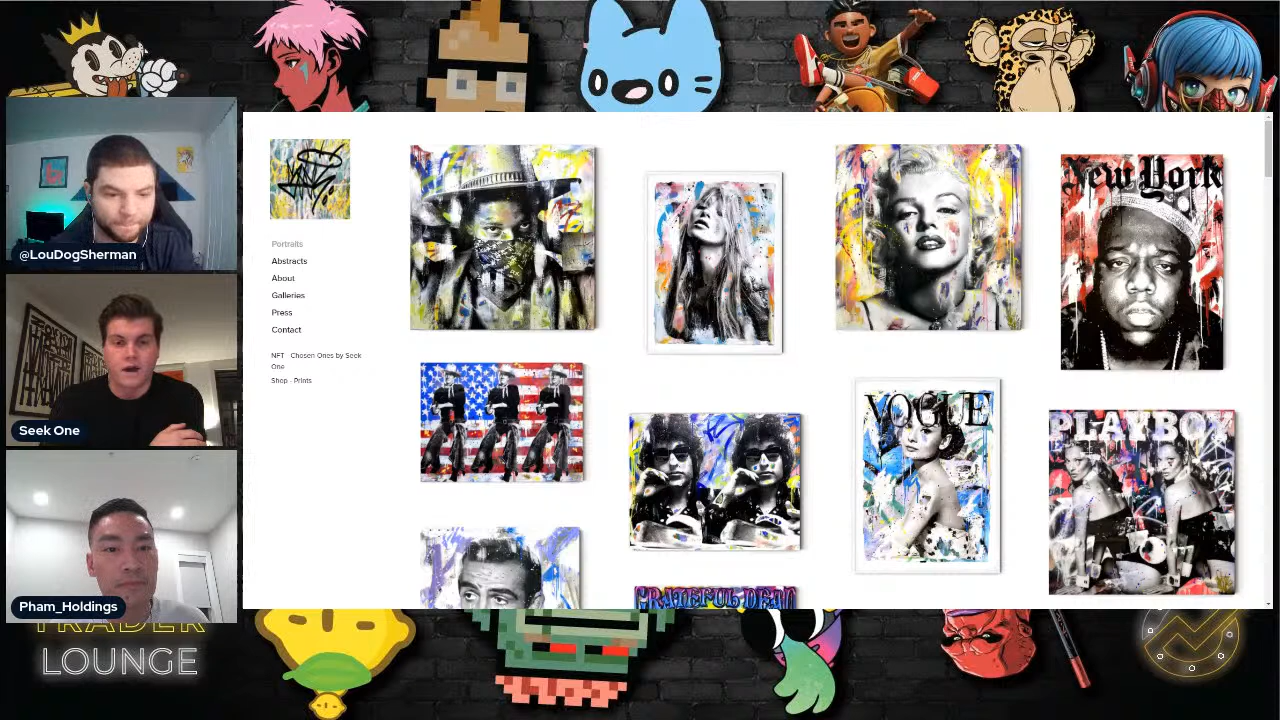 @LouDogSherman
Seek One
Pham_Holdings
TRADER
LOUNGE
Portraits
Abstracts
About
Galleries
Press
Contact
NFT - Chosen Ones by Seek
One
Shop - Prints
New York
VOGUE
PLAYBOY
GRATEFUL DEAD